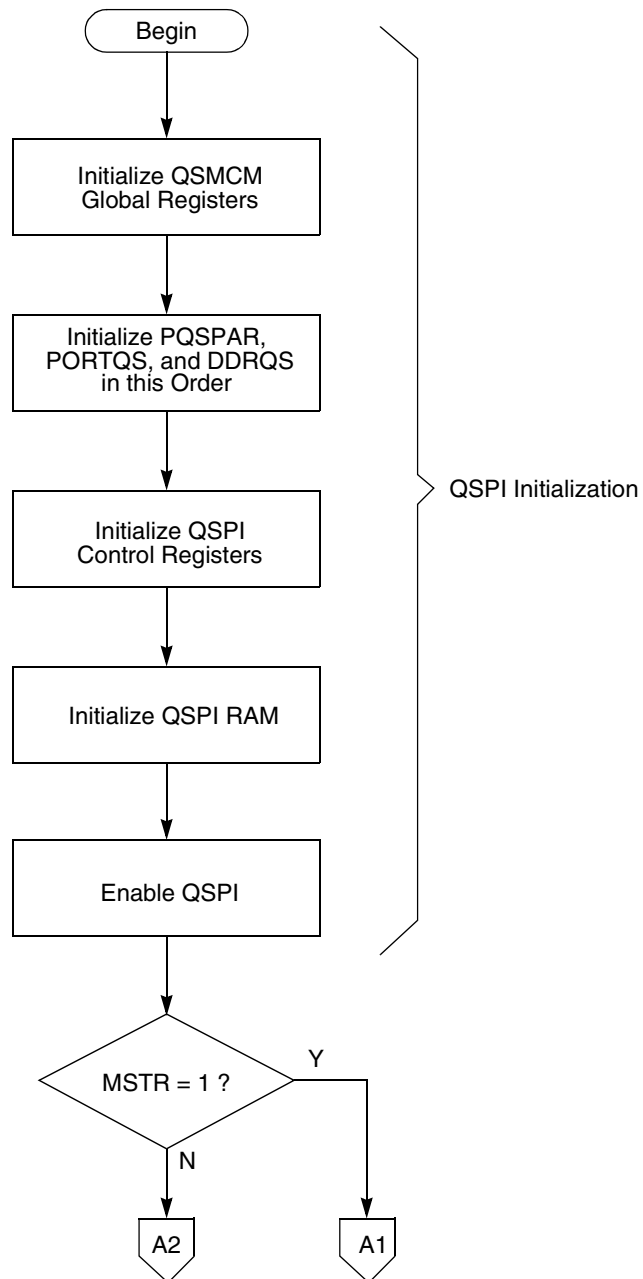 Begin
Initialize QSMCM
Global Registers
Initialize PQSPAR,
PORTQS, and DDRQS
in this Order
QSPI Initialization
Initialize QSPI
Control Registers
Initialize QSPI RAM
Enable QSPI
MSTR = 1 ?
Y
N
A2
A1